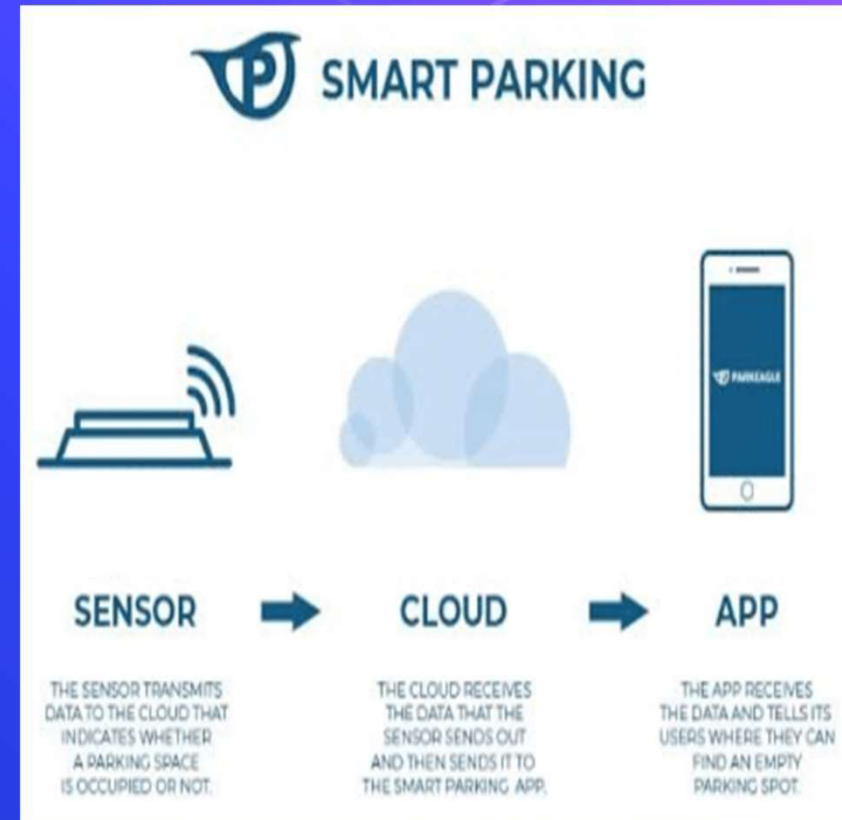 SMART PARKING
PARKEAGLE
SENSOR
CLOUD
APP
THE SENSOR TRANSMITS
DATA TO THE CLOUD THAT
INDICATES WHETHER
A PARKING SPACE
IS OCCUPIED OR NOT.
THE CLOUD RECEIVES
THE DATA THAT THE
SENSOR SENDS OUT
AND THEN SENDS IT TO
THE SMART PARKING APP.
THE APP RECEIVES
THE DATA AND TELLS ITS
USERS WHERE THEY CAN
FIND AN EMPTY
PARKING SPOT.